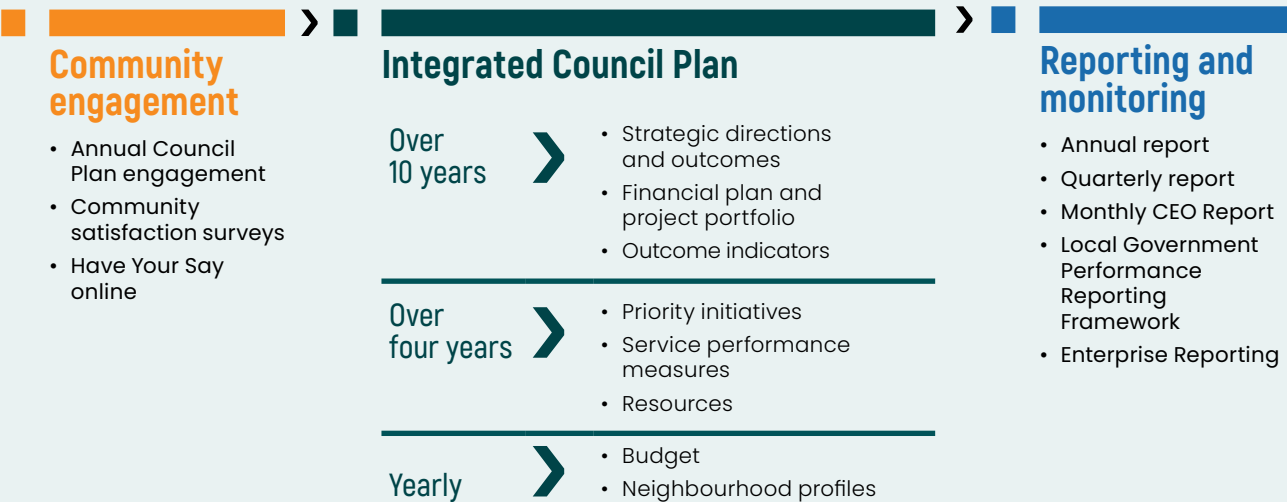 Community
engagement
• Annual Council
Plan engagement
• Community
satisfaction surveys
• Have Your Say
online
Integrated Council Plan
Over
10 years
• Strategic directions
and outcomes
• Financial plan and
project portfolio
• Outcome indicators
Over
four years
• Priority initiatives
• Service performance
measures
• Resources
Yearly
• Budget
• Neighbourhood profiles
Reporting and
monitoring
• Annual report
• Quarterly report
• Monthly CEO Report
• Local Government
Performance
Reporting
Framework
• Enterprise Reporting